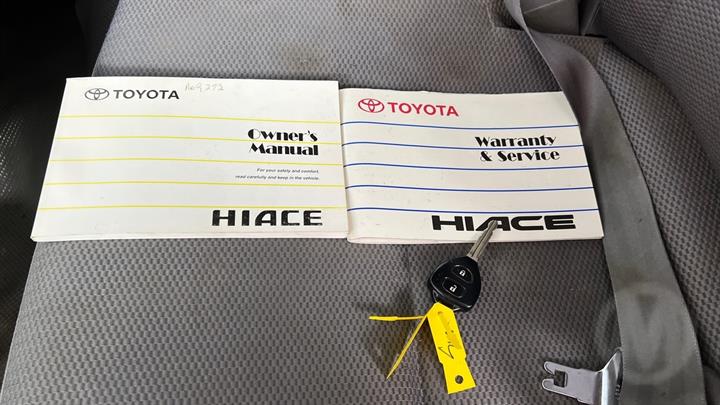 TOYOTA
Owner's
Manual
For your safety and comfort,
read carefully and keep in the vehicle.
HIACE
TOYOTA
Warranty
& Service
HIACE